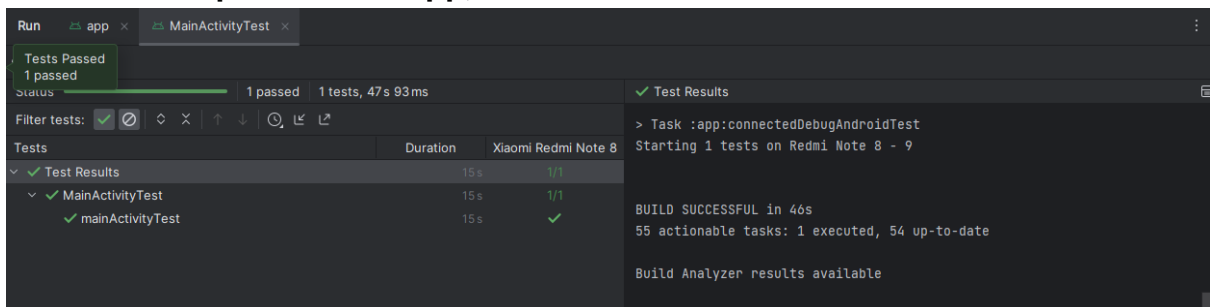 Run app MainActivityTest
Tests Passed
1 passed
Status 1 passed 1 tests, 47 s 93 ms
Filter tests:
Tests Duration Xiaomi Redmi Note 8
Test Results 15 s 1/1
MainActivityTest 15 s 1/1
mainActivityTest 15 s
Test Results
> Task :app:connectedDebugAndroidTest
Starting 1 tests on Redmi Note 8 - 9
BUILD SUCCESSFUL in 46s
55 actionable tasks: 1 executed, 54 up-to-date
Build Analyzer results available